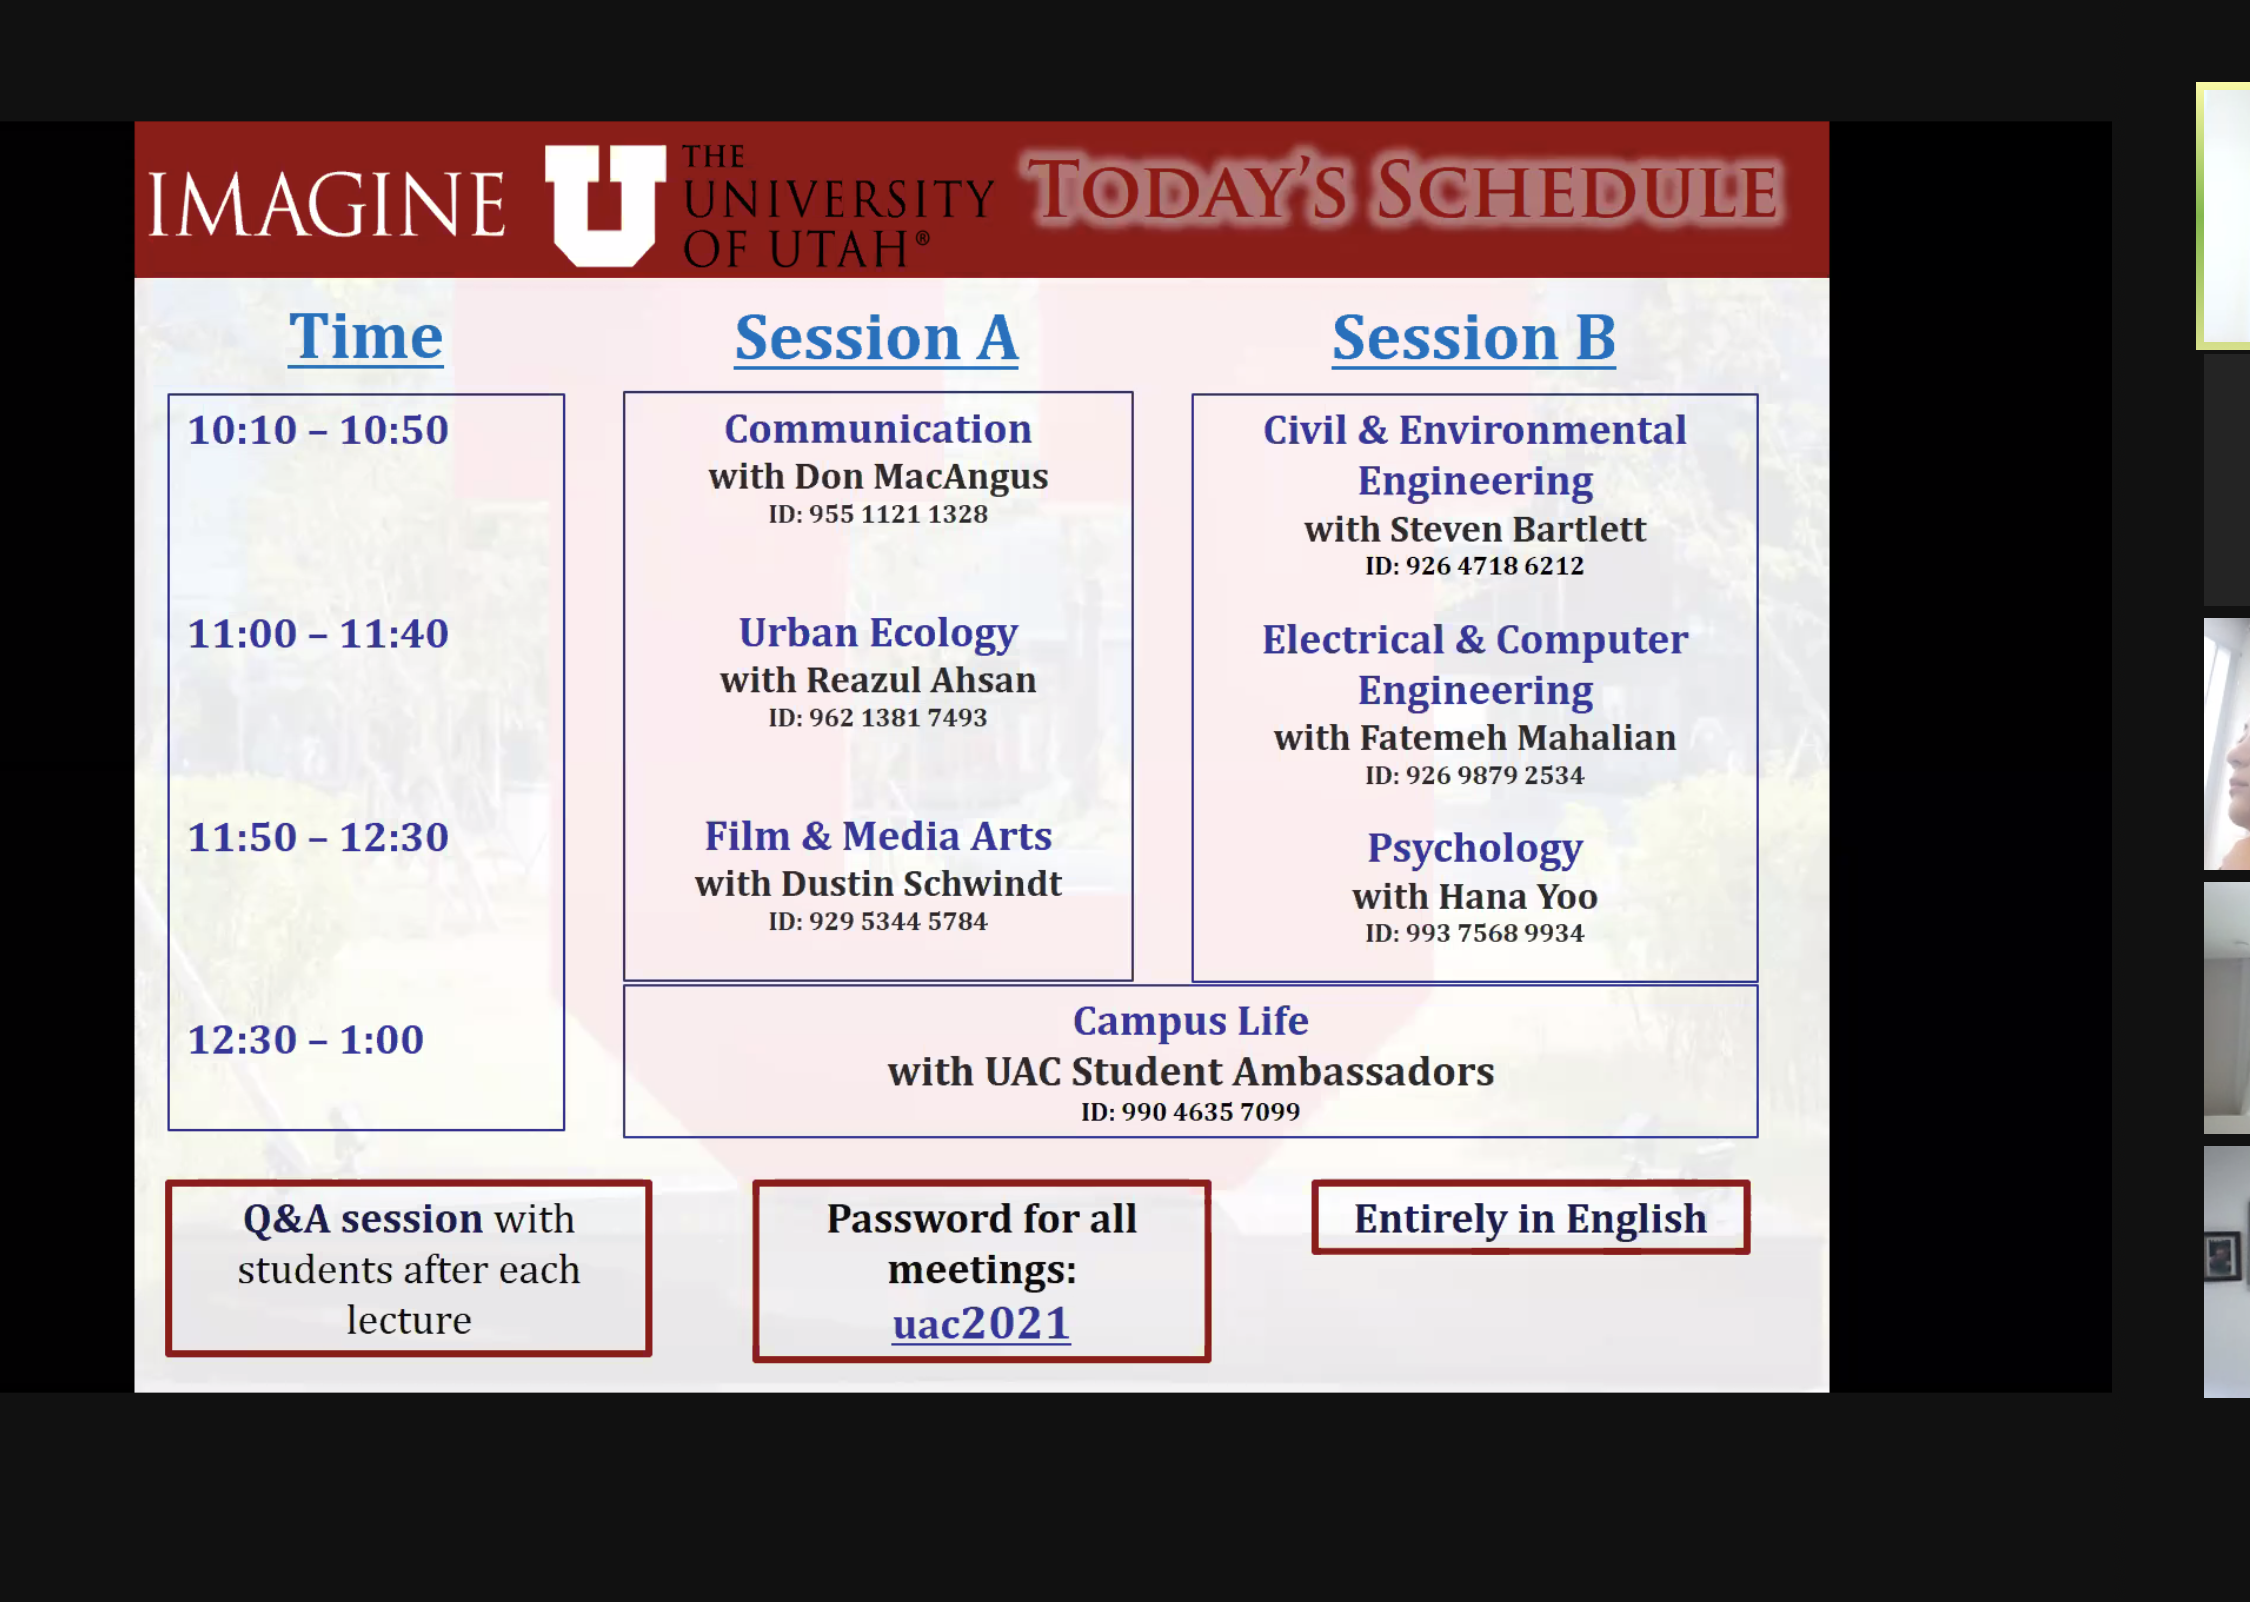 IMAGINE
THE
UNIVERSITY
OF UTAH®
TODAY'S SCHEDULE
Time
Session A
Session B
10:10 – 10:50
Communication
with Don MacAngus
ID: 955 1121 1328
Civil & Environmental
Engineering
with Steven Bartlett
ID: 926 4718 6212
11:00 – 11:40
Urban Ecology
with Reazul Ahsan
ID: 962 1381 7493
Electrical & Computer
Engineering
with Fatemeh Mahalian
ID: 926 9879 2534
11:50 – 12:30
Film & Media Arts
with Dustin Schwindt
ID: 929 5344 5784
Psychology
with Hana Yoo
ID: 993 7568 9934
12:30 – 1:00
Campus Life
with UAC Student Ambassadors
ID: 990 4635 7099
Q&A session with
students after each
lecture
Password for all
meetings:
uac2021
Entirely in English